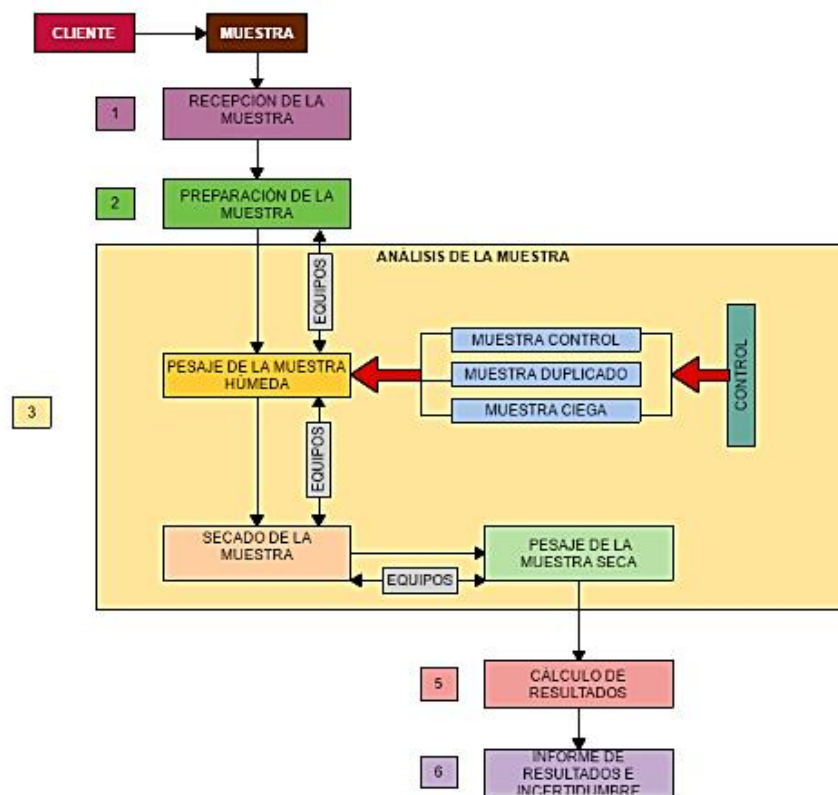 CLIENTE
MUESTRA
1
RECEPCIÓN DE LA
MUESTRA
2
PREPARACIÓN DE LA
MUESTRA
ANÁLISIS DE LA MUESTRA
EQUIPOS
3
PESAJE DE LA MUESTRA
HÚMEDA
MUESTRA CONTROL
MUESTRA DUPLICADO
MUESTRA CIEGA
CONTROL
EQUIPOS
SECADO DE LA
MUESTRA
EQUIPOS
PESAJE DE LA
MUESTRA SECA
5
CÁLCULO DE
RESULTADOS
6
INFORME DE
RESULTADOS E
INCERTIDUMBRE